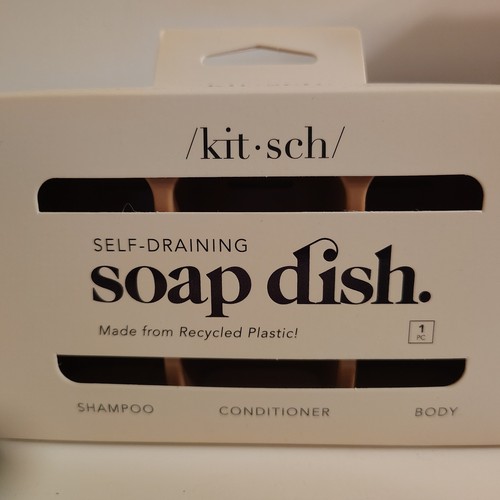 /kit·sch/
SELF-DRAINING
soap dish.
Made from Recycled Plastic!
1
PC
SHAMPOO CONDITIONER BODY